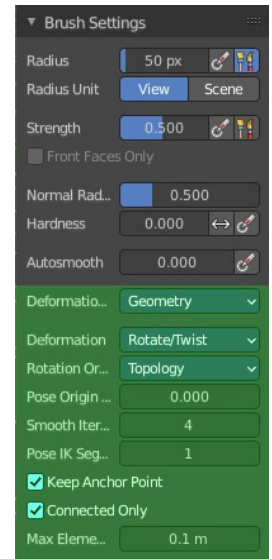 Brush Settings
Radius 50 px
Radius Unit View Scene
Strength 0.500
Front Faces Only
Normal Rad... 0.500
Hardness 0.000
Autosmooth 0.000
Deformatio... Geometry
Deformation Rotate/Twist
Rotation Or... Topology
Pose Origin ... 0.000
Smooth Iter... 4
Pose IK Seg... 1
Keep Anchor Point
Connected Only
Max Eleme... 0.1 m